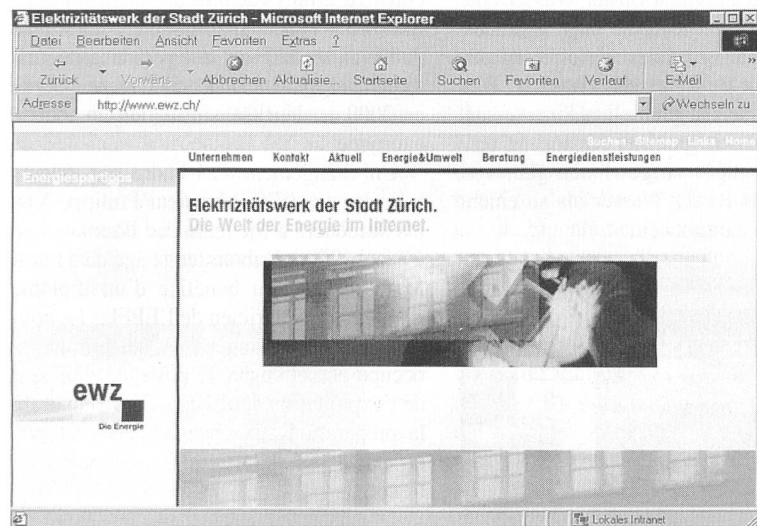 Elektrizitätswerk der Stadt Zürich - Microsoft Internet Explorer
Datei Bearbeiten Ansicht Favoriten Extras ?
Zurück Vorwärts Abbrechen Aktualisie... Startseite Suchen Favoriten Verlauf E-Mail »
Adresse http://www.ewz.ch/ Wechseln zu
Suchen Sitemap Links Home
Unternehmen Kontakt Aktuell Energie&Umwelt Beratung Energiedienstleistungen
Energiespartipps
Elektrizitätswerk der Stadt Zürich.
Die Welt der Energie im Internet.
ewz
Die Energie
Lokales Intranet